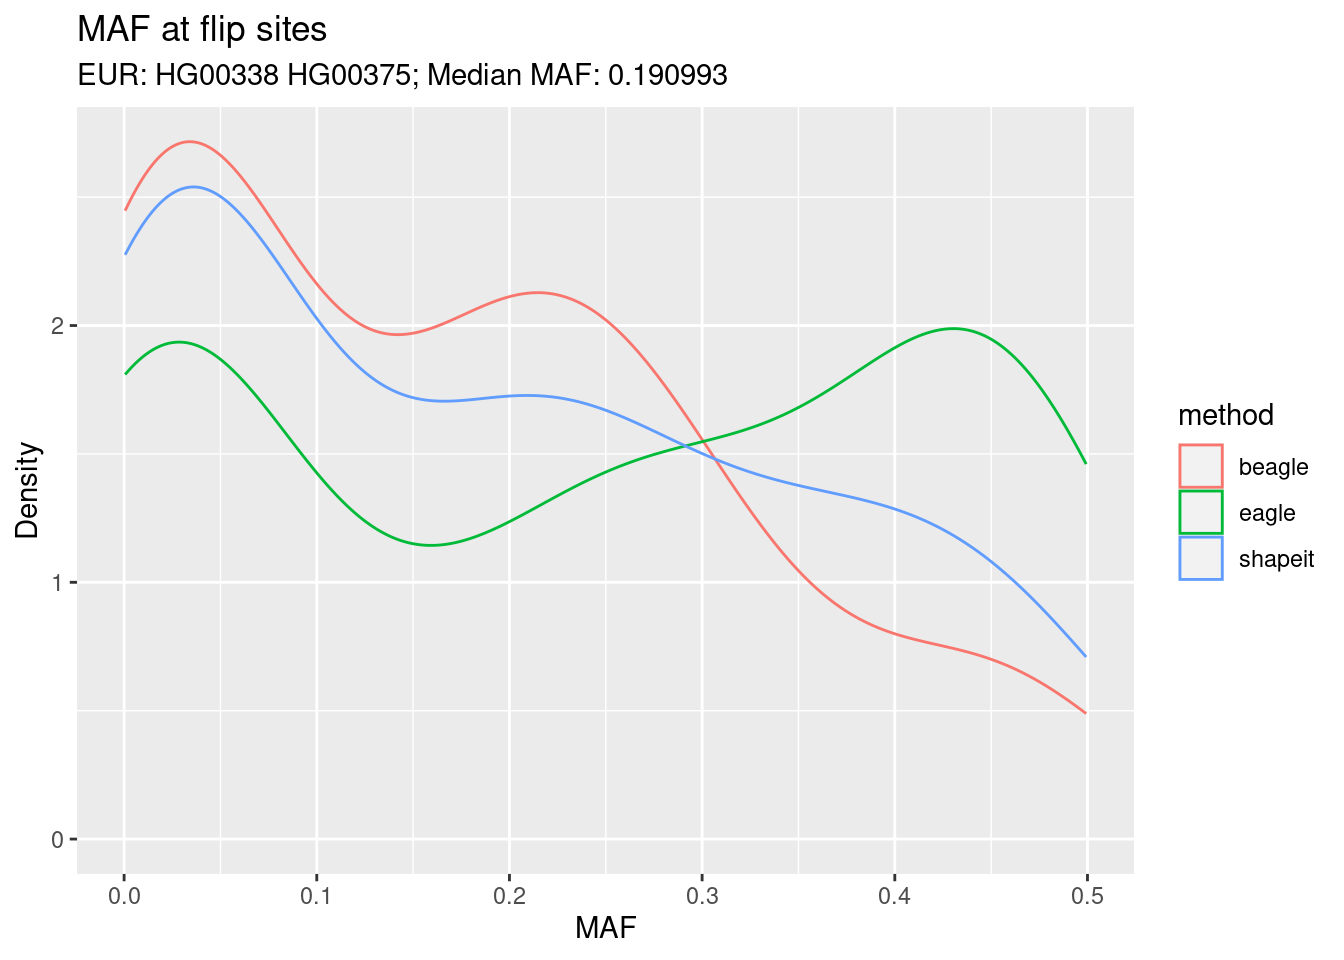 MAF at flip sites
EUR: HG00338 HG00375; Median MAF: 0.190993
Density
2
1
0
0.0 0.1 0.2 0.3 0.4 0.5
MAF
method
beagle
eagle
shapeit